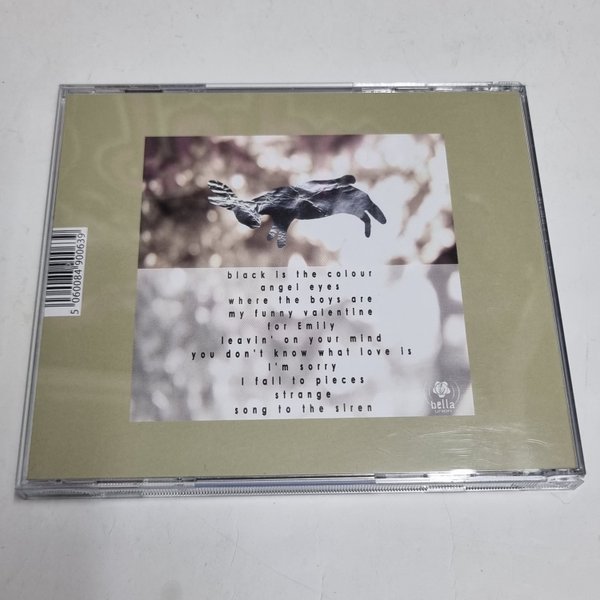 black is the colour
angel eyes
where the boys are
my funny valentine
for Emily
leavin' on your mind
you don't know what love is
I'm sorry
I fall to pieces
strange
song to the siren
bella
5 060084 900639